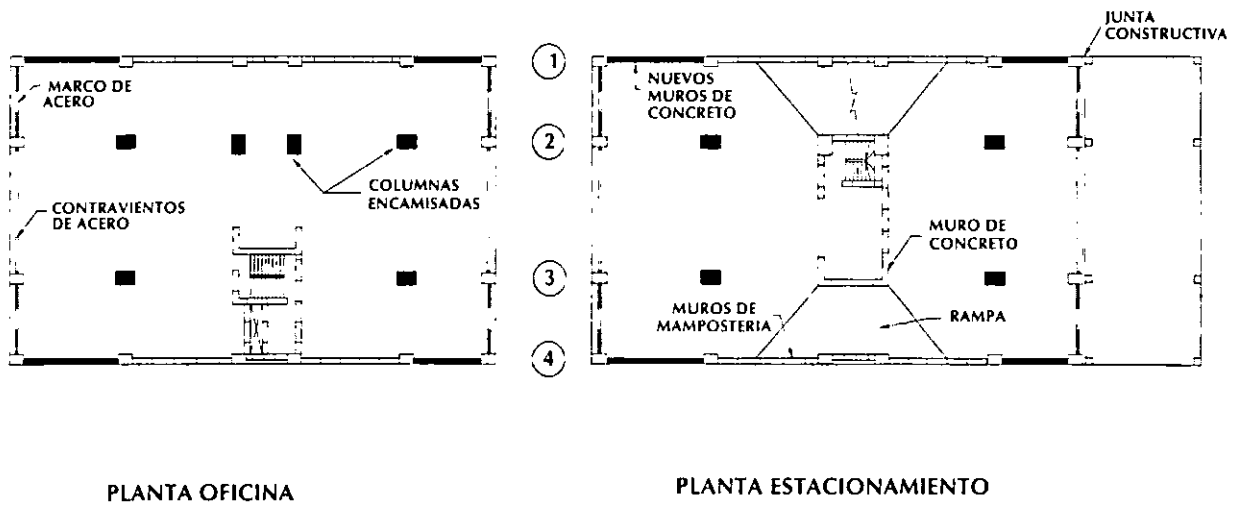 JUNTA
CONSTRUCTIVA
MARCO DE
ACERO
1
NUEVOS
MUROS DE
CONCRETO
2
COLUMNAS
ENCAMISADAS
CONTRAVIENTOS
DE ACERO
MURO DE
CONCRETO
3
MUROS DE
MAMPOSTERIA
RAMPA
4
PLANTA OFICINA
PLANTA ESTACIONAMIENTO